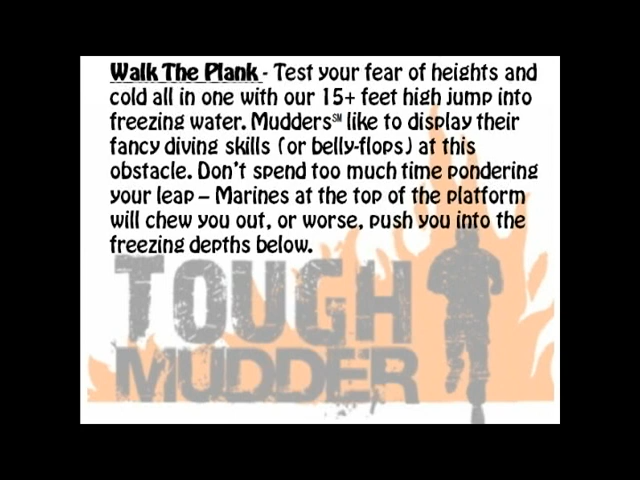 Walk The Plank - Test your fear of heights and
cold all in one with our 15+ feet high jump into
freezing water. Mudders℠ like to display their
fancy diving skills (or belly-flops) at this
obstacle. Don't spend too much time pondering
your leap – Marines at the top of the platform
will chew you out, or worse, push you into the
freezing depths below.
TOUGH
MUDDER